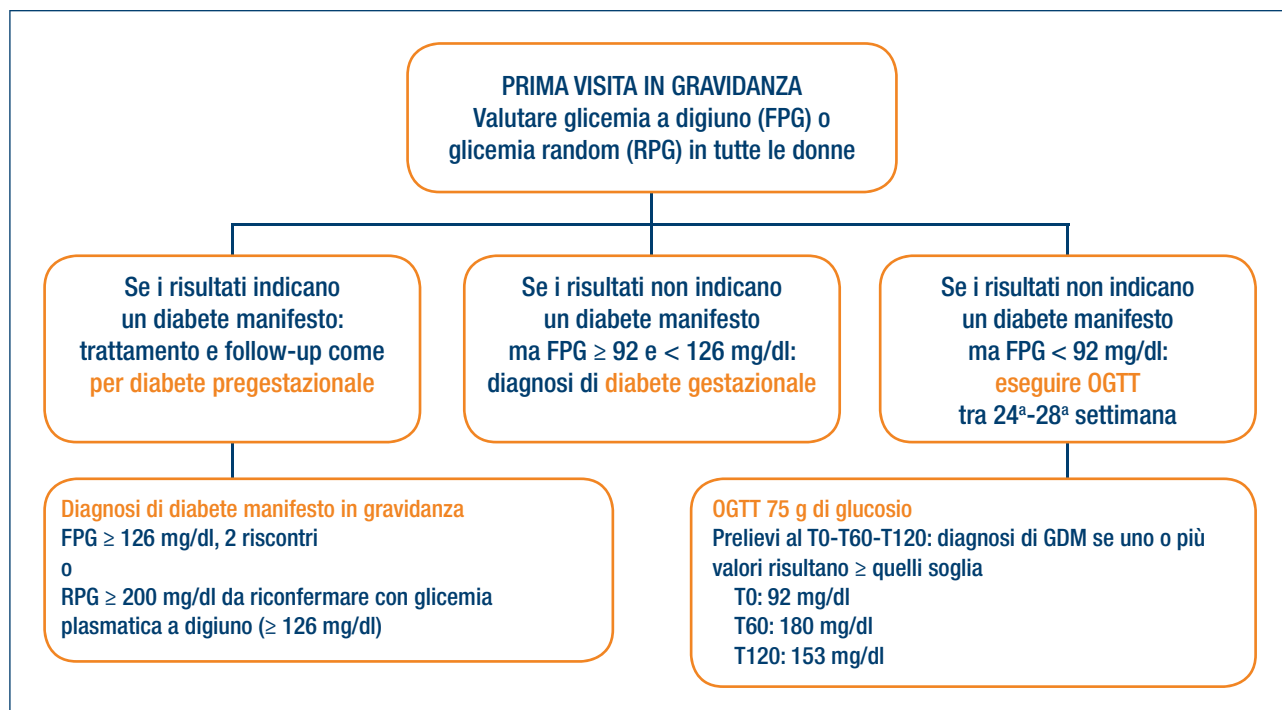 PRIMA VISITA IN GRAVIDANZA
Valutare glicemia a digiuno (FPG) o
glicemia random (RPG) in tutte le donne
Se i risultati indicano
un diabete manifesto:
trattamento e follow-up come
per diabete pregestazionale
Se i risultati non indicano
un diabete manifesto
ma FPG ≥ 92 e < 126 mg/dl:
diagnosi di diabete gestazionale
Se i risultati non indicano
un diabete manifesto
ma FPG < 92 mg/dl:
eseguire OGTT
tra 24ª-28ª settimana
Diagnosi di diabete manifesto in gravidanza
FPG ≥ 126 mg/dl, 2 riscontri
o
RPG ≥ 200 mg/dl da riconfermare con glicemia
plasmatica a digiuno (≥ 126 mg/dl)
OGTT 75 g di glucosio
Prelievi al T0-T60-T120: diagnosi di GDM se uno o più
valori risultano ≥ quelli soglia
T0: 92 mg/dl
T60: 180 mg/dl
T120: 153 mg/dl